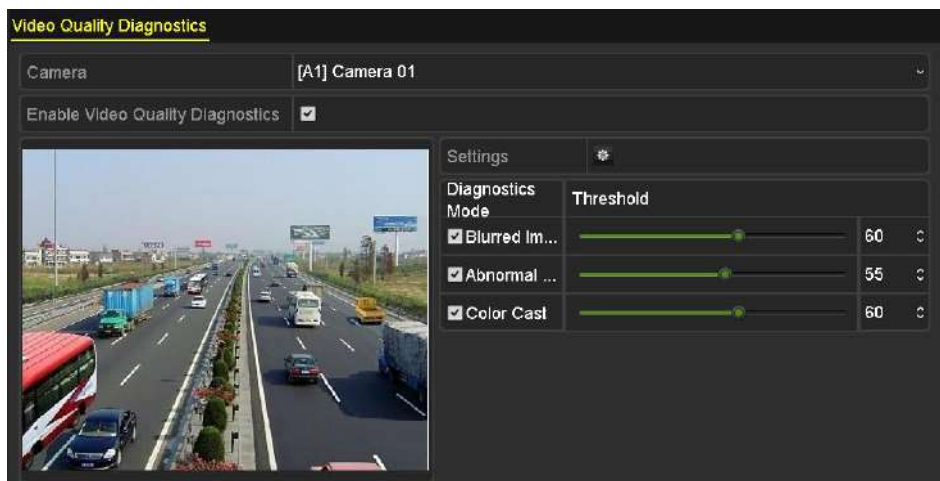 Video Quality Diagnostics
Camera
[A1] Camera 01
Enable Video Quality Diagnostics
Settings
Diagnostics
Mode
Threshold
Blurred Im...
60
Abnormal ...
55
Color Cast
60